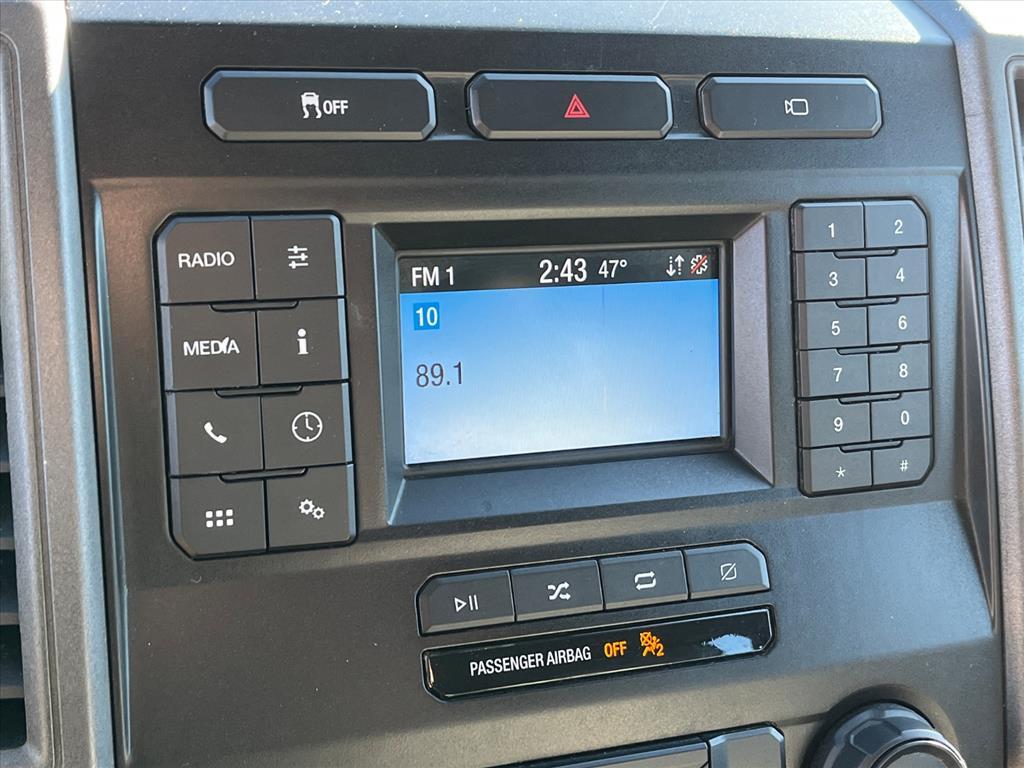 OFF
RADIO
MEDIA
i
FM 1 2:43 47°
10
89.1
1 2
3 4
5 6
7 8
9 0
* #
PASSENGER AIRBAG OFF 2